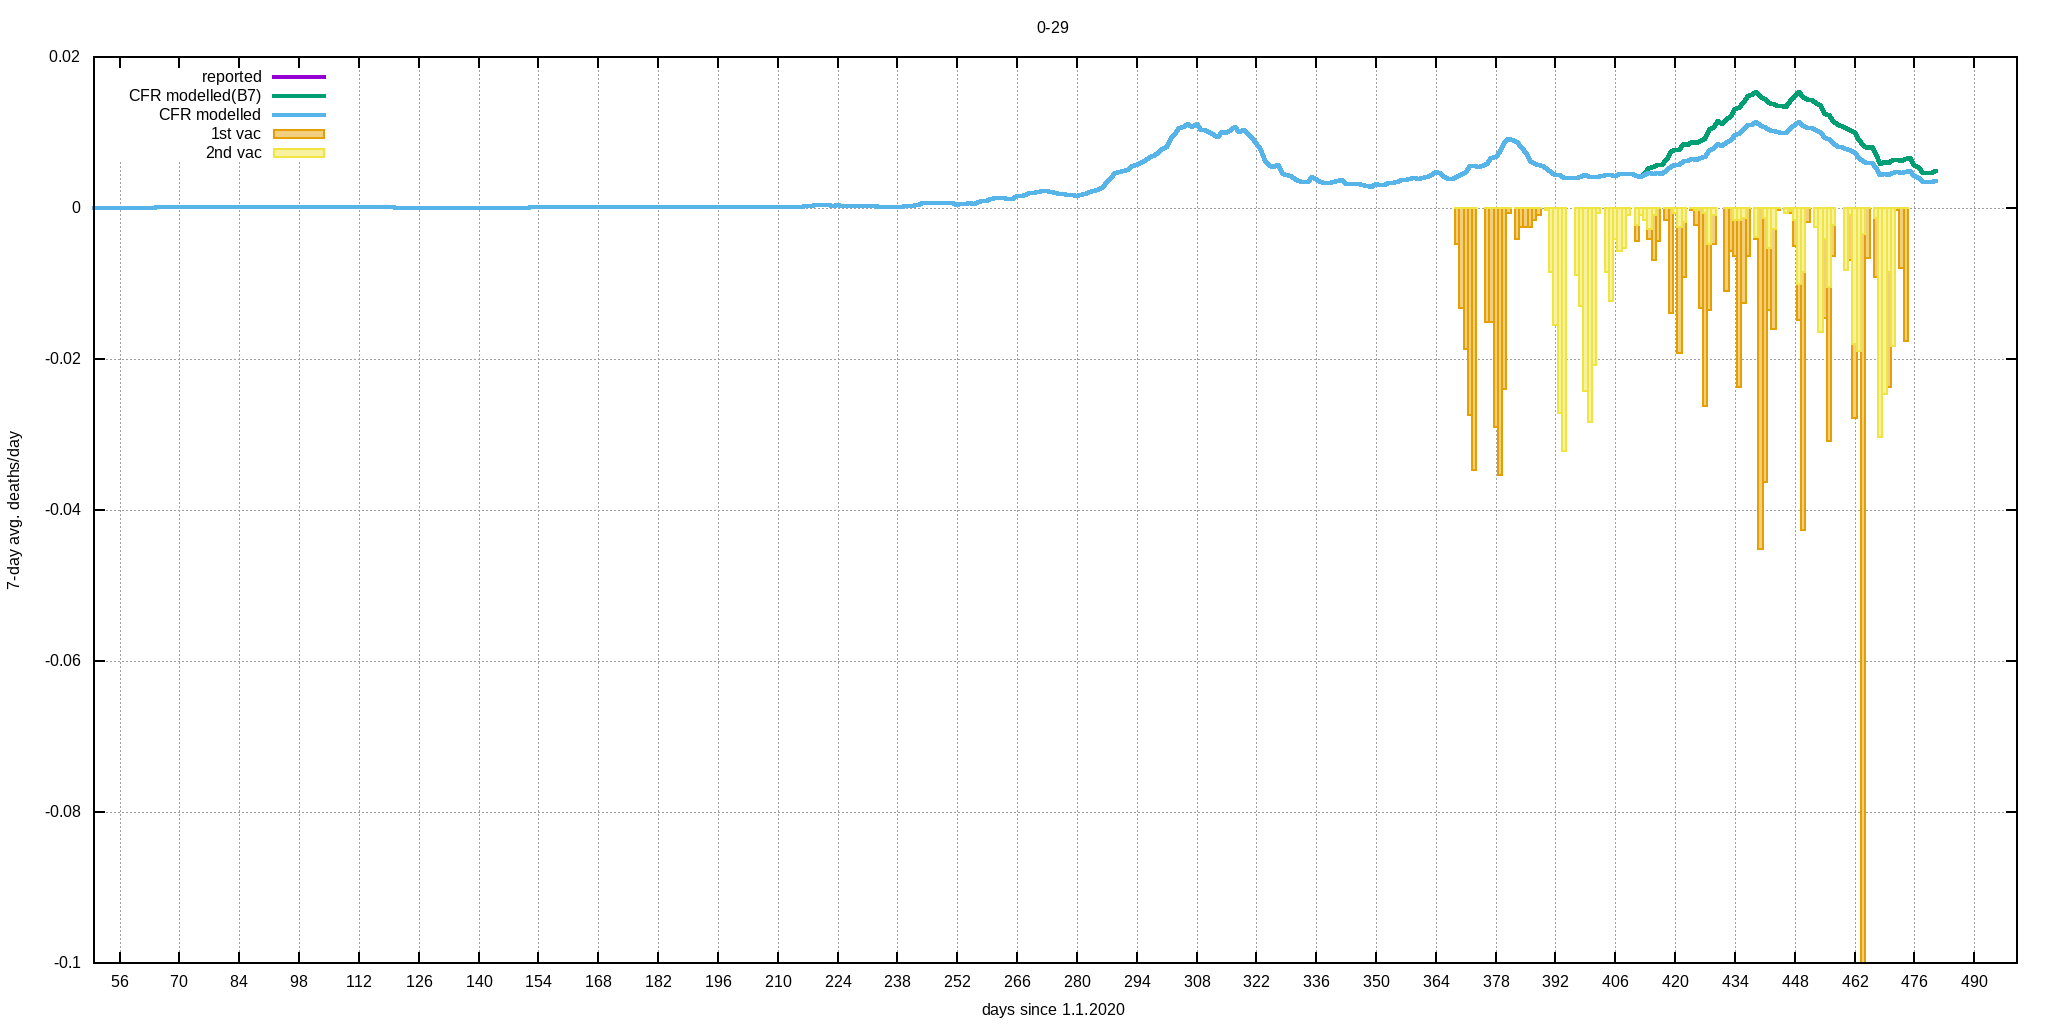 0-29
0.02
0
-0.02
-0.04
-0.06
-0.08
-0.1
reported
CFR modelled(B7)
CFR modelled
1st vac
2nd vac
7-day avg. deaths/day
56 70 84 98 112 126 140 154 168 182 196 210 224 238 252 266 280 294 308 322 336 350 364 378 392 406 420 434 448 462 476 490
days since 1.1.2020